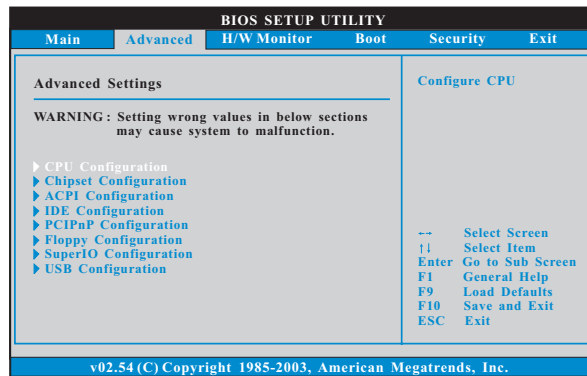 BIOS SETUP UTILITY
Main Advanced H/W Monitor Boot Security Exit
Advanced Settings
WARNING : Setting wrong values in below sections
may cause system to malfunction.
CPU Configuration
Chipset Configuration
ACPI Configuration
IDE Configuration
PCIPnP Configuration
Floppy Configuration
SuperIO Configuration
USB Configuration
Configure CPU
←→ Select Screen
↑↓ Select Item
Enter Go to Sub Screen
F1 General Help
F9 Load Defaults
F10 Save and Exit
ESC Exit
v02.54 (C) Copyright 1985-2003, American Megatrends, Inc.